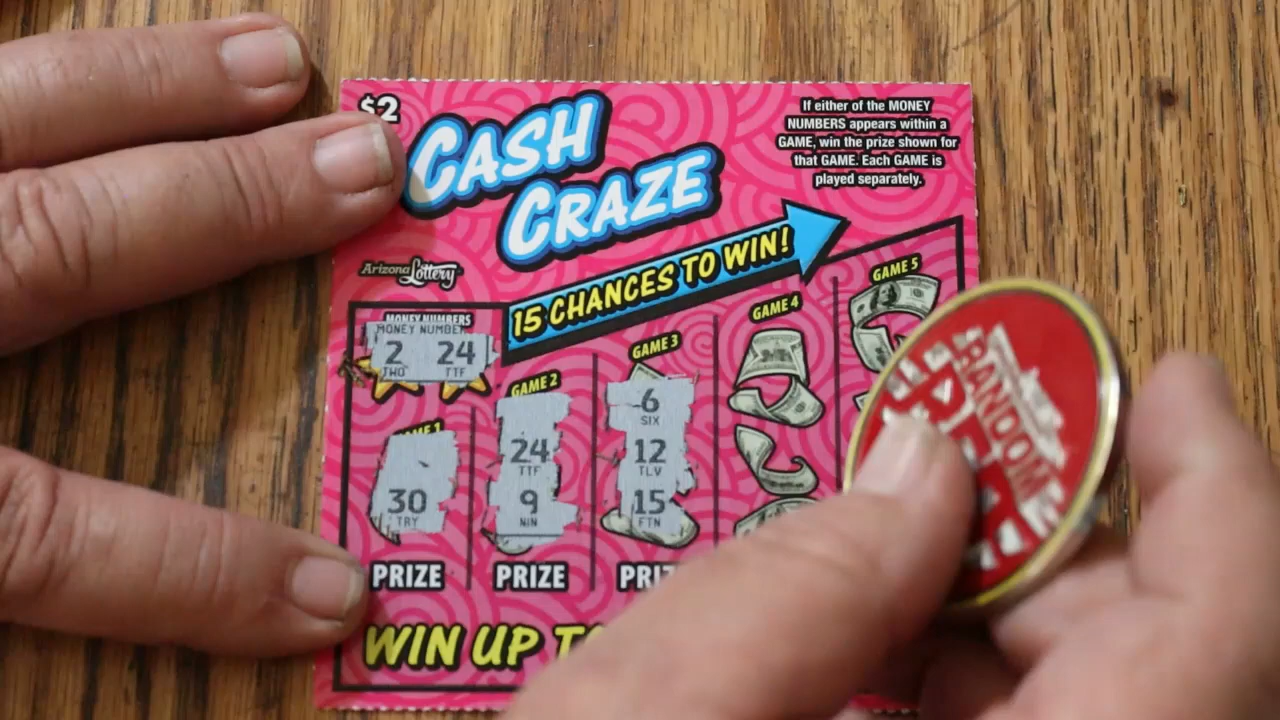 $2
CASH
CRAZE
If either of the MONEY
NUMBERS appears within a
GAME, win the prize shown for
that GAME. Each GAME is
played separately.
Arizona Lottery
15 CHANCES TO WIN!
MONEY NUMBERS
MONEY NUMBER
2 24
TWO TTF
GAME 2
24
TTF
9
NIN
GAME 3
6
SIX
12
TLV
15
FTN
GAME 4
GAME 5
30
TRY
PRIZE PRIZE
WIN UP
RANDOM